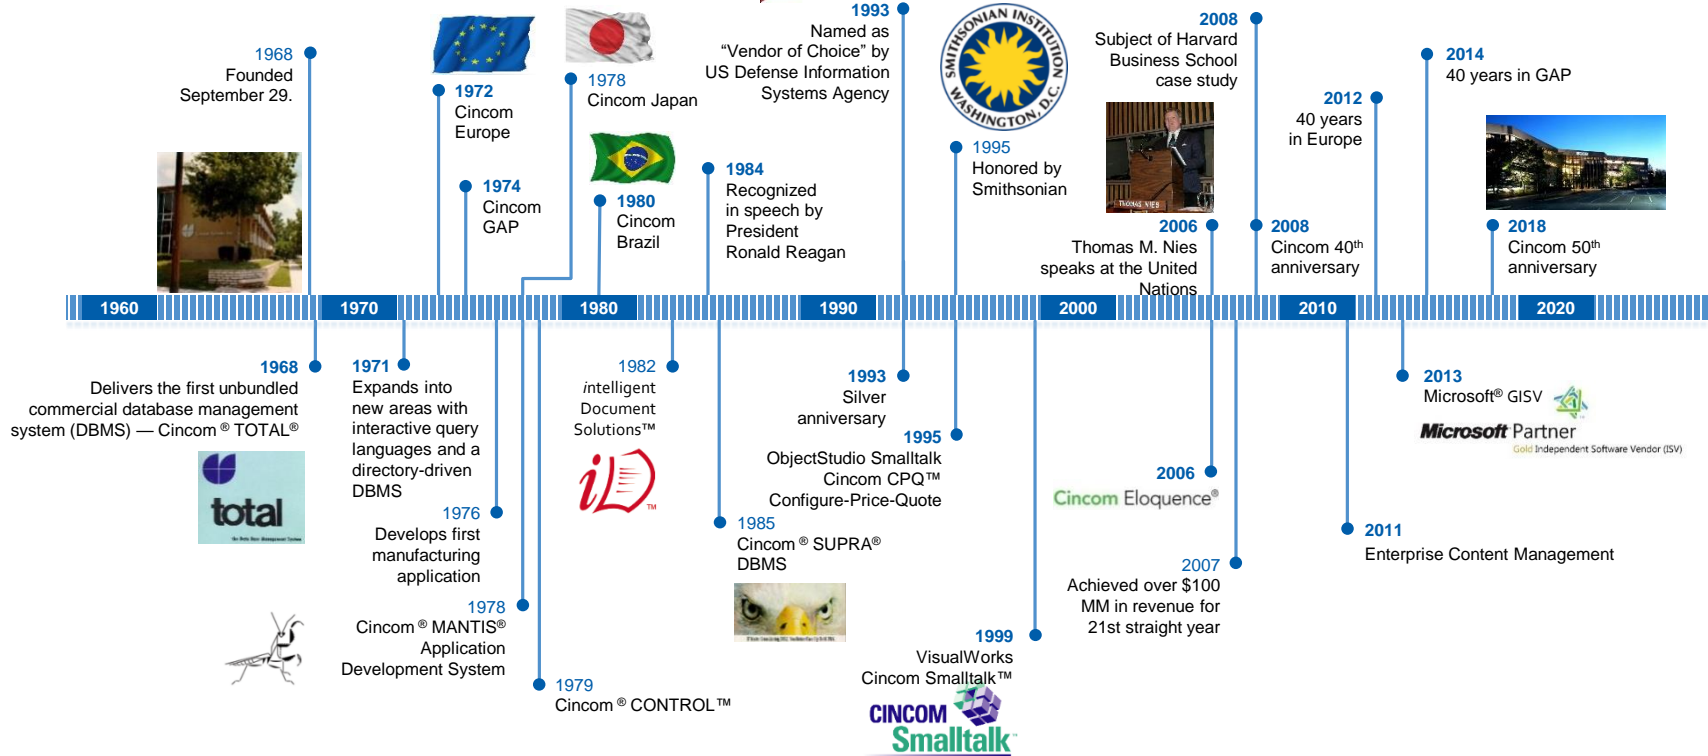 1968
Founded
September 29.
1972
Cincom
Europe
1974
Cincom
GAP
1978
Cincom Japan
1980
Cincom
Brazil
1984
Recognized
in speech by
President
Ronald Reagan
1993
Named as
“Vendor of Choice” by
US Defense Information
Systems Agency
SMITHSONIAN INSTITUTION
WASHINGTON, D.C.
1995
Honored by
Smithsonian
2008
Subject of Harvard
Business School
case study
THOMAS NIES
2006
Thomas M. Nies
speaks at the United
Nations
2008
Cincom 40th
anniversary
2012
40 years
in Europe
2014
40 years in GAP
2018
Cincom 50th
anniversary
1960 1970 1980 1990 2000 2010 2020
1968
Delivers the first unbundled
commercial database management
system (DBMS) — Cincom ® TOTAL®
total
1971
Expands into
new areas with
interactive query
languages and a
directory-driven
DBMS
1976
Develops first
manufacturing
application
1978
Cincom ® MANTIS®
Application
Development System
1979
Cincom ® CONTROL™
1982
intelligent
Document
Solutions™
iD™
1985
Cincom ® SUPRA®
DBMS
1993
Silver
anniversary
1995
ObjectStudio Smalltalk
Cincom CPQ™
Configure-Price-Quote
1999
VisualWorks
Cincom Smalltalk™
CINCOM
Smalltalk™
2006
Cincom Eloquence®
2007
Achieved over $100
MM in revenue for
21st straight year
2011
Enterprise Content Management
2013
Microsoft® GISV
Microsoft Partner
Gold Independent Software Vendor (ISV)